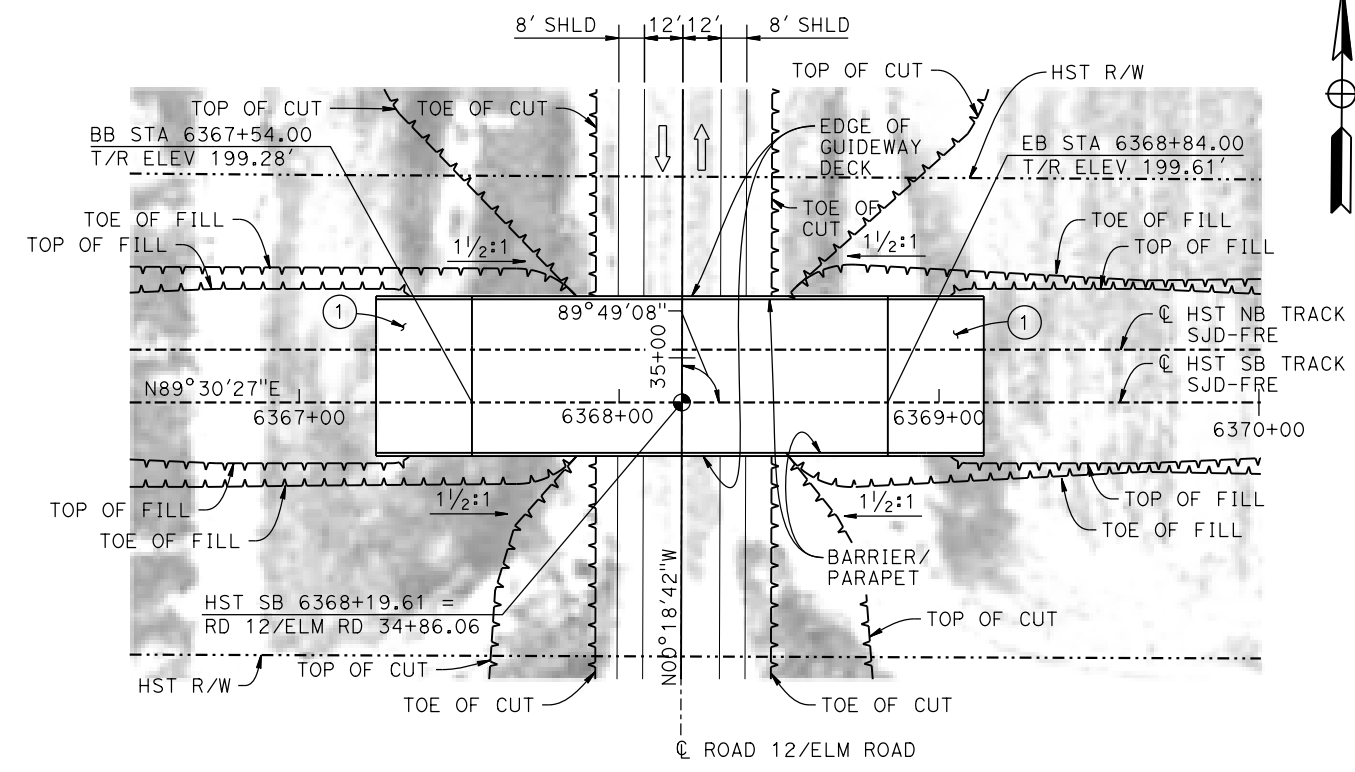 8' SHLD
12'
12'
8' SHLD
TOP OF CUT
HST R/W
TOP OF CUT
TOE OF CUT
BB STA 6367+54.00
T/R ELEV 199.28'
EDGE OF
GUIDEWAY
DECK
EB STA 6368+84.00
T/R ELEV 199.61'
TOE OF
CUT
TOE OF FILL
TOP OF FILL
1½:1
1½:1
TOE OF FILL
TOP OF FILL
1
89°49'08"
35+00
1
℄ HST NB TRACK
SJD-FRE
℄ HST SB TRACK
SJD-FRE
N89°30'27"E
6367+00
6368+00
6369+00
6370+00
TOP OF FILL
TOE OF FILL
1½:1
1½:1
TOP OF FILL
TOE OF FILL
BARRIER/
PARAPET
N00°18'42"W
HST SB 6368+19.61 =
RD 12/ELM RD 34+86.06
TOP OF CUT
TOP OF CUT
HST R/W
TOE OF CUT
TOE OF CUT
℄ ROAD 12/ELM ROAD